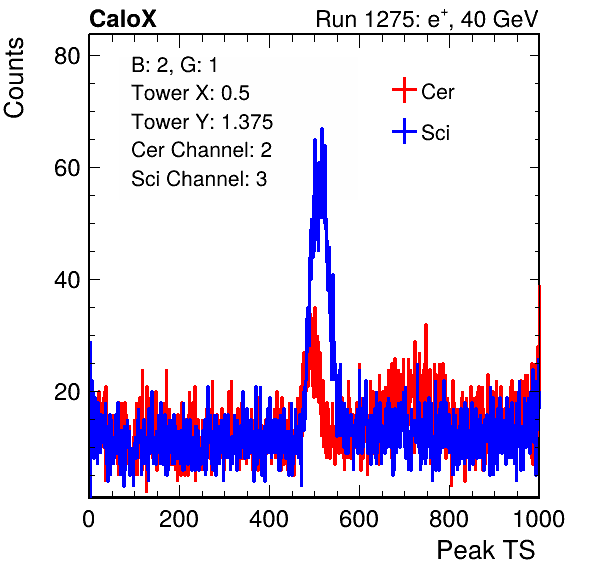 CaloX Run 1275: e⁺, 40 GeV
Counts
B: 2, G: 1
Tower X: 0.5
Tower Y: 1.375
Cer Channel: 2
Sci Channel: 3
Cer
Sci
80
60
40
20
0 200 400 600 800 1000
Peak TS